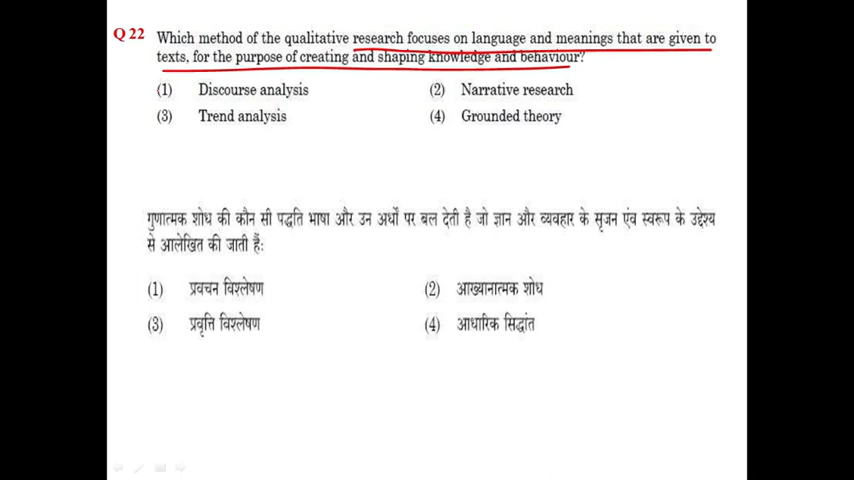 Q 22 Which method of the qualitative research focuses on language and meanings that are given to
texts, for the purpose of creating and shaping knowledge and behaviour?
(1) Discourse analysis (2) Narrative research
(3) Trend analysis (4) Grounded theory
गुणात्मक शोध की कौन सी पद्धति भाषा और उन अर्थों पर बल देती है जो ज्ञान और व्यवहार के सृजन एंव स्वरूप के उद्देश्य
से आलेखित की जाती हैं:
(1) प्रवचन विश्लेषण (2) आख्यानात्मक शोध
(3) प्रवृत्ति विश्लेषण (4) आधारिक सिद्धांत